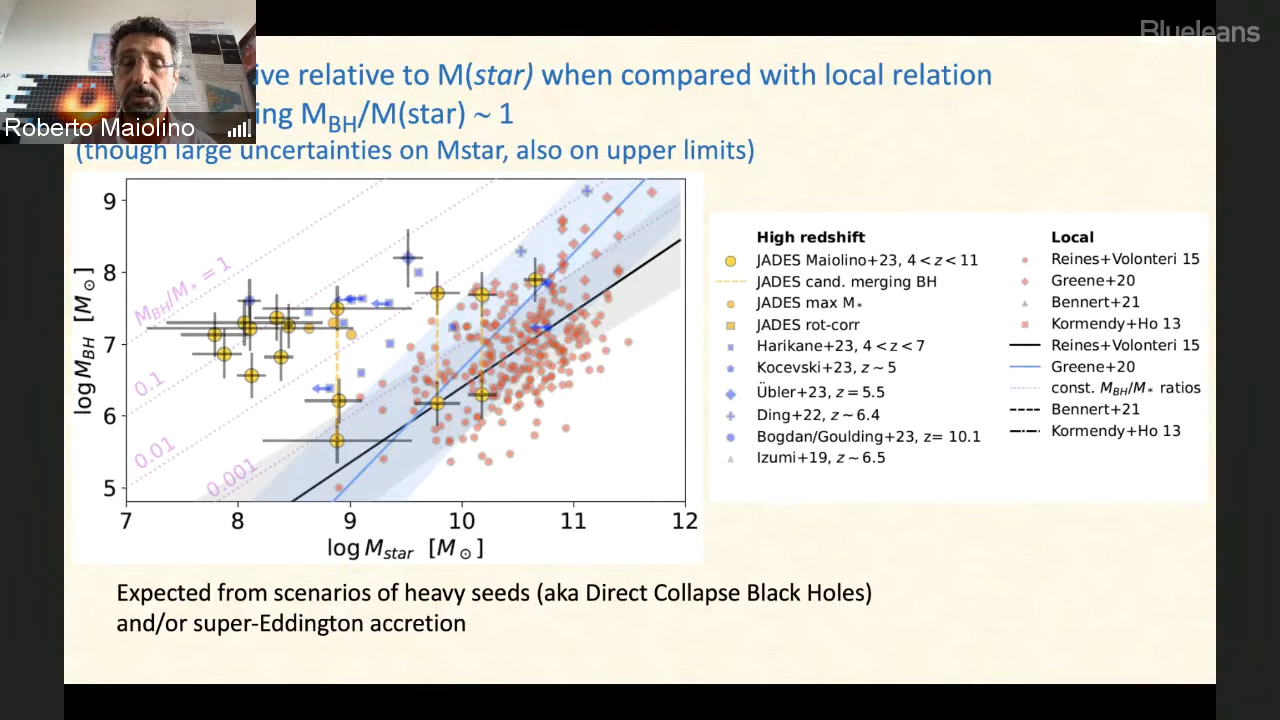 BlueJeans
ive relative to M(star) when compared with local relation
Roberto Maiolino
ing MBH/M(star) ~ 1
(though large uncertainties on Mstar, also on upper limits)
log MBH [M⊙]
9
8
7
6
5
MBH/M* = 1
0.1
0.01
0.001
7 8 9 10 11 12
log Mstar [M⊙]
High redshift
JADES Maiolino+23, 4 < z < 11
JADES cand. merging BH
JADES max M*
JADES rot-corr
Harikane+23, 4 < z < 7
Kocevski+23, z ~ 5
Übler+23, z = 5.5
Ding+22, z ~ 6.4
Bogdan/Goulding+23, z= 10.1
Izumi+19, z ~ 6.5
Local
Reines+Volonteri 15
Greene+20
Bennert+21
Kormendy+Ho 13
Reines+Volonteri 15
Greene+20
const. MBH/M* ratios
Bennert+21
Kormendy+Ho 13
Expected from scenarios of heavy seeds (aka Direct Collapse Black Holes)
and/or super-Eddington accretion